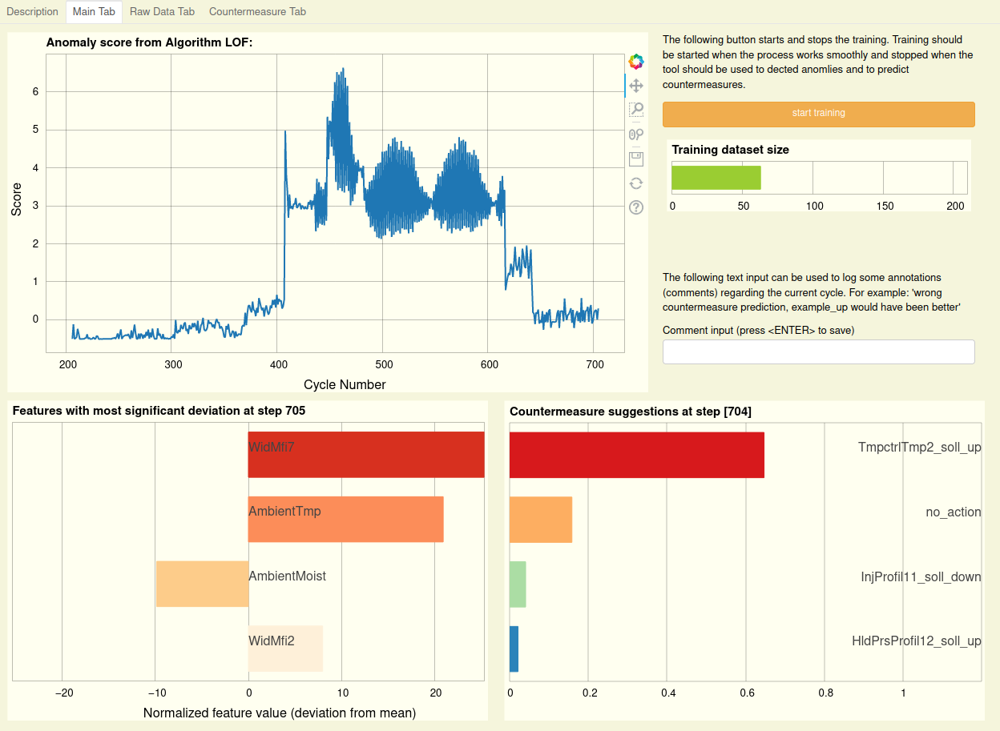 Description Main Tab Raw Data Tab Countermeasure Tab
Anomaly score from Algorithm LOF:
Score
6
5
4
3
2
1
0
200 300 400 500 600 700
Cycle Number
The following button starts and stops the training. Training should
be started when the process works smoothly and stopped when the
tool should be used to dected anomlies and to predict
countermeasures.
start training
Training dataset size
0 50 100 150 200
The following text input can be used to log some annotations
(comments) regarding the current cycle. For example: 'wrong
countermeasure prediction, example_up would have been better'
Comment input (press <ENTER> to save)
Features with most significant deviation at step 705
WidMfi7
AmbientTmp
AmbientMoist
WidMfi2
−20 −10 0 10 20
Normalized feature value (deviation from mean)
Countermeasure suggestions at step [704]
TmpctrlTmp2_soll_up
no_action
InjProfil11_soll_down
HldPrsProfil12_soll_up
0 0.2 0.4 0.6 0.8 1